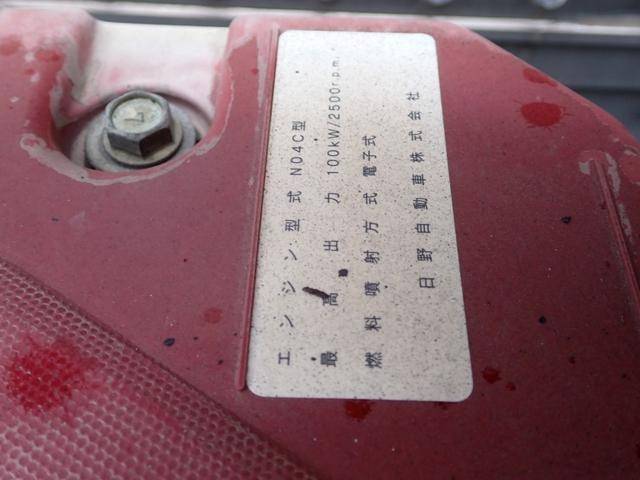 エンジン型式 N04C型
最高出力 100kW/2500r.p.m.
燃料噴射方式 電子式
日野自動車株式会社